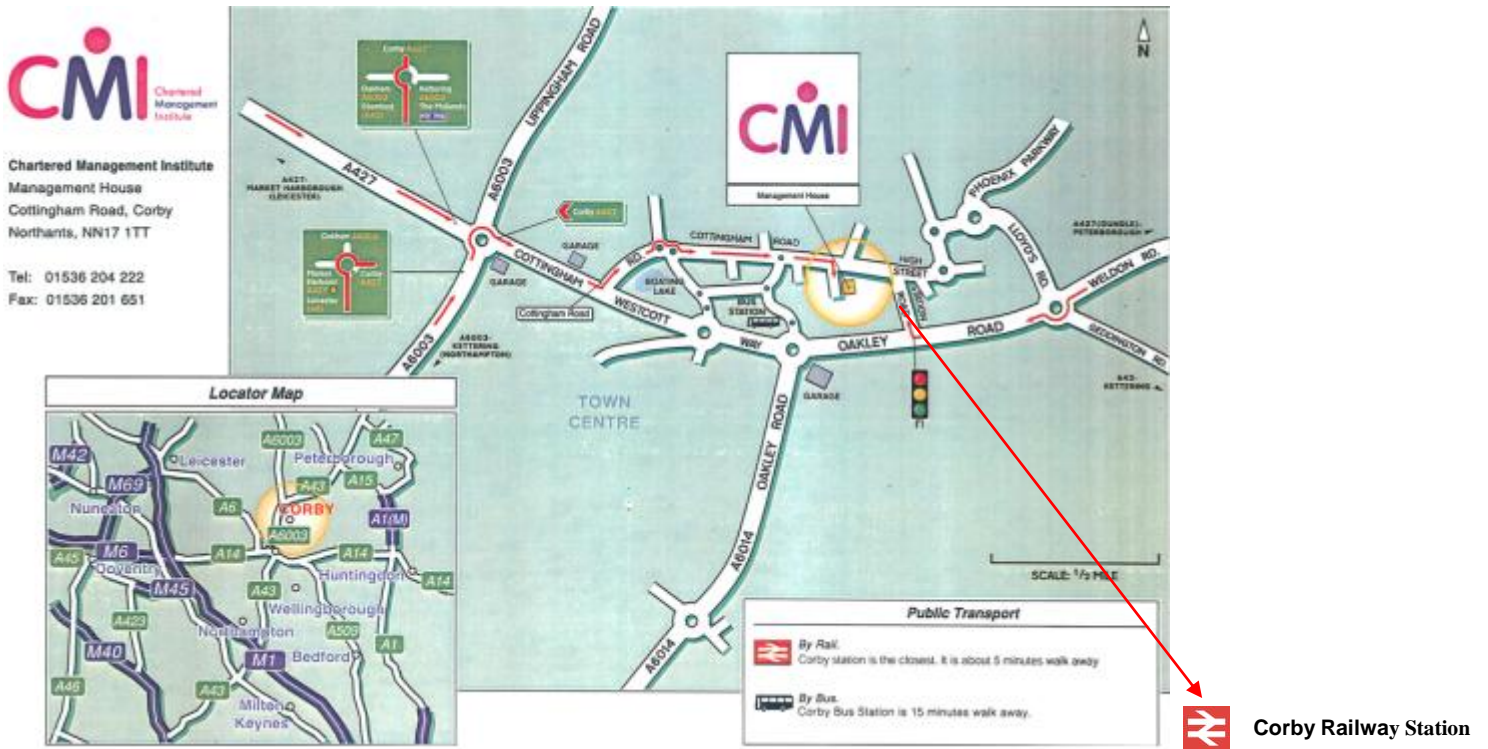 CMI
Chartered
Management
Institute
Chartered Management Institute
Management House
Cottingham Road, Corby
Northants, NN17 1TT
Tel: 01536 204 222
Fax: 01536 201 651
Corby A427
A427
A427:
MARKET HARBOROUGH
(LEICESTER)
A6003
UPPINGHAM ROAD
Corby A427
GARAGE
GARAGE
COTTINGHAM
RD.
Cottingham Road
A6003
A6003-
KETTERING
(NORTHAMPTON)
WESTCOTT
WAY
BOATING
LAKE
BUS
STATION
COTTINGHAM ROAD
CMI
Management House
HIGH
STREET
ROAD
PHOENIX PARKWAY
LLOYD'S RD.
A427(OUNDLE):
PETERBOROUGH
WELDON RD.
GEDDINGTON RD.
A43-
KETTERING
OAKLEY ROAD
GARAGE
TOWN
CENTRE
OAKLEY ROAD
A6014
A6014
N
SCALE: 1/2 MILE
Locator Map
M42
Leicester
A6003
A47
Peterborough
M69
A43
A15
Nuneaton
A6
CORBY
A1(M)
A6003
A45
M6
A14
A14
Coventry
Huntingdon
A14
M45
A43
Wellingborough
A423
Northampton
A509
A1
M40
M1
Bedford
A46
A43
Milton
Keynes
Public Transport
By Rail.
Corby station is the closest. It is about 5 minutes walk away
By Bus.
Corby Bus Station is 15 minutes walk away.
Corby Railway Station